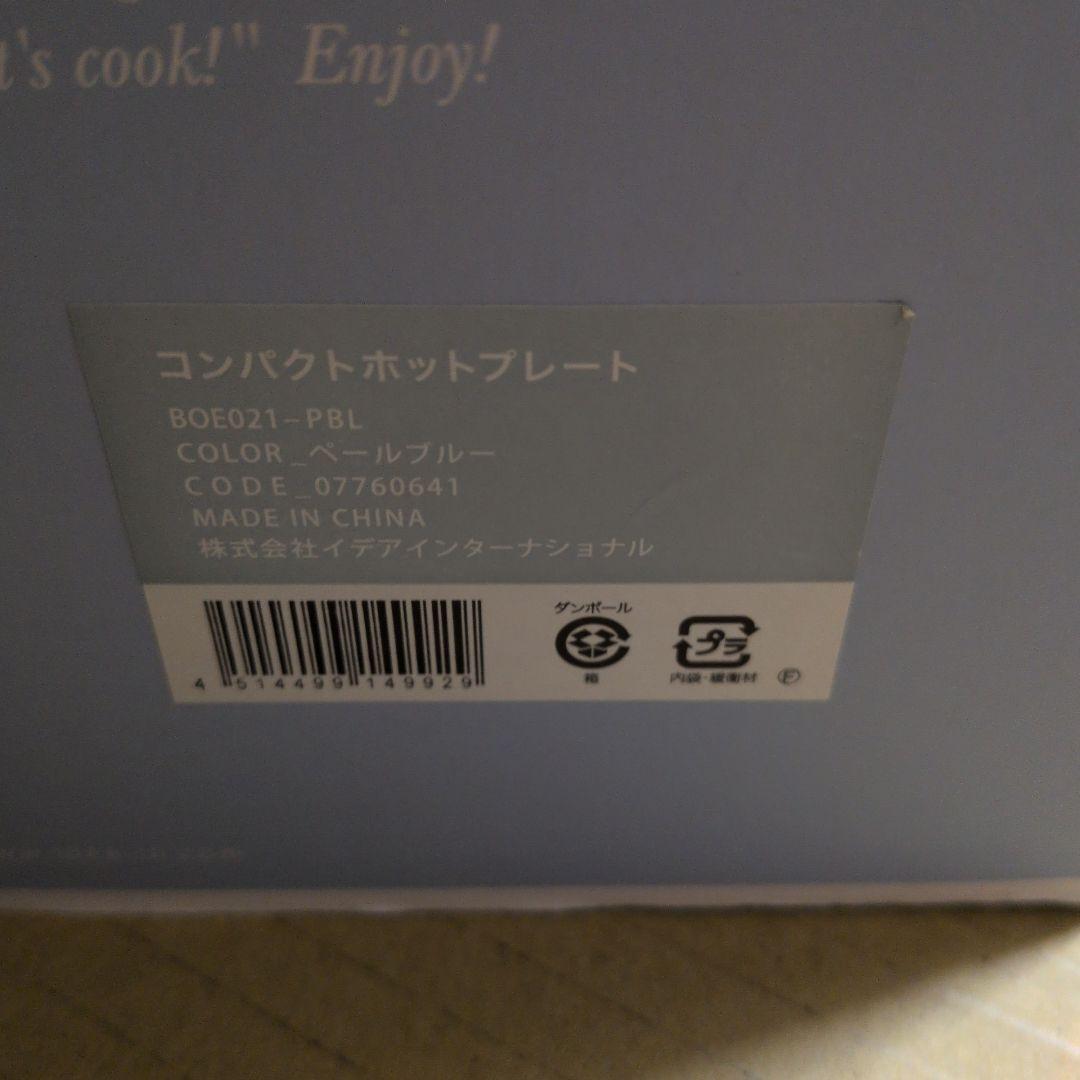 's cook!" Enjoy!
コンパクトホットプレート
BOE021-PBL
COLOR_ペールブルー
CODE_07760641
MADE IN CHINA
株式会社イデアインターナショナル
ダンボール
プラ
箱
内袋・緩衝材 Ⓕ
4 514499 149929